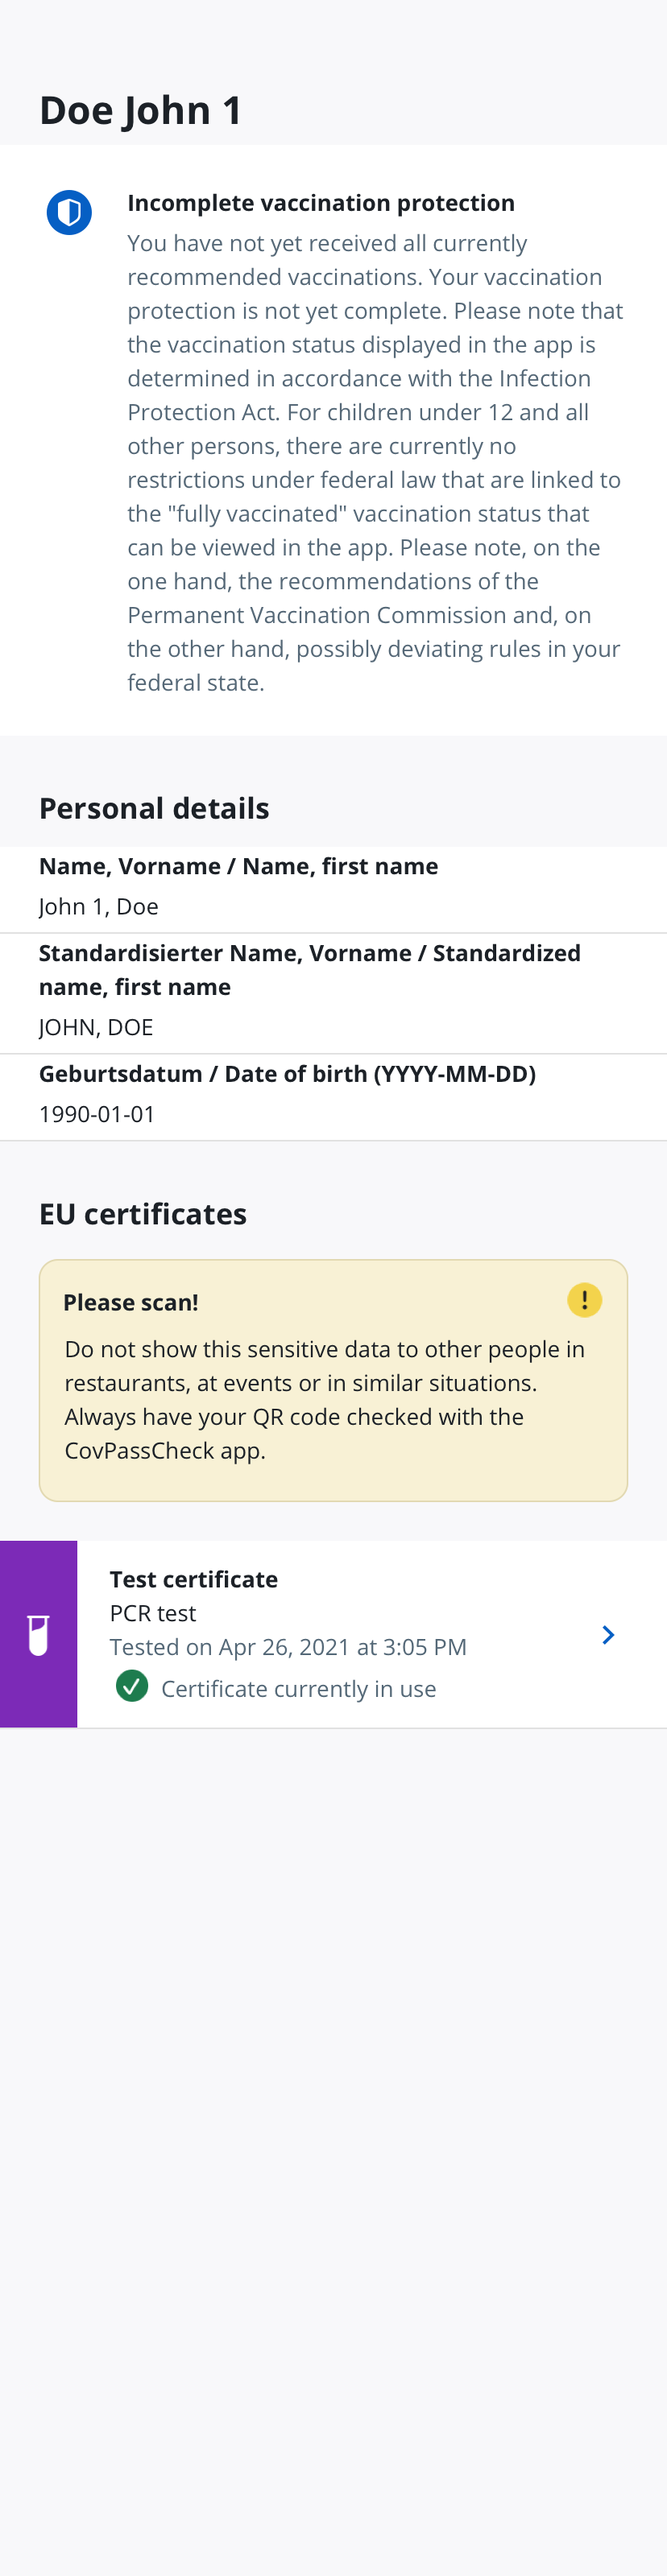 Doe John 1
Incomplete vaccination protection
You have not yet received all currently
recommended vaccinations. Your vaccination
protection is not yet complete. Please note that
the vaccination status displayed in the app is
determined in accordance with the Infection
Protection Act. For children under 12 and all
other persons, there are currently no
restrictions under federal law that are linked to
the "fully vaccinated" vaccination status that
can be viewed in the app. Please note, on the
one hand, the recommendations of the
Permanent Vaccination Commission and, on
the other hand, possibly deviating rules in your
federal state.
Personal details
Name, Vorname / Name, first name
John 1, Doe
Standardisierter Name, Vorname / Standardized
name, first name
JOHN, DOE
Geburtsdatum / Date of birth (YYYY-MM-DD)
1990-01-01
EU certificates
Please scan!
Do not show this sensitive data to other people in
restaurants, at events or in similar situations.
Always have your QR code checked with the
CovPassCheck app.
Test certificate
PCR test
Tested on Apr 26, 2021 at 3:05 PM
Certificate currently in use